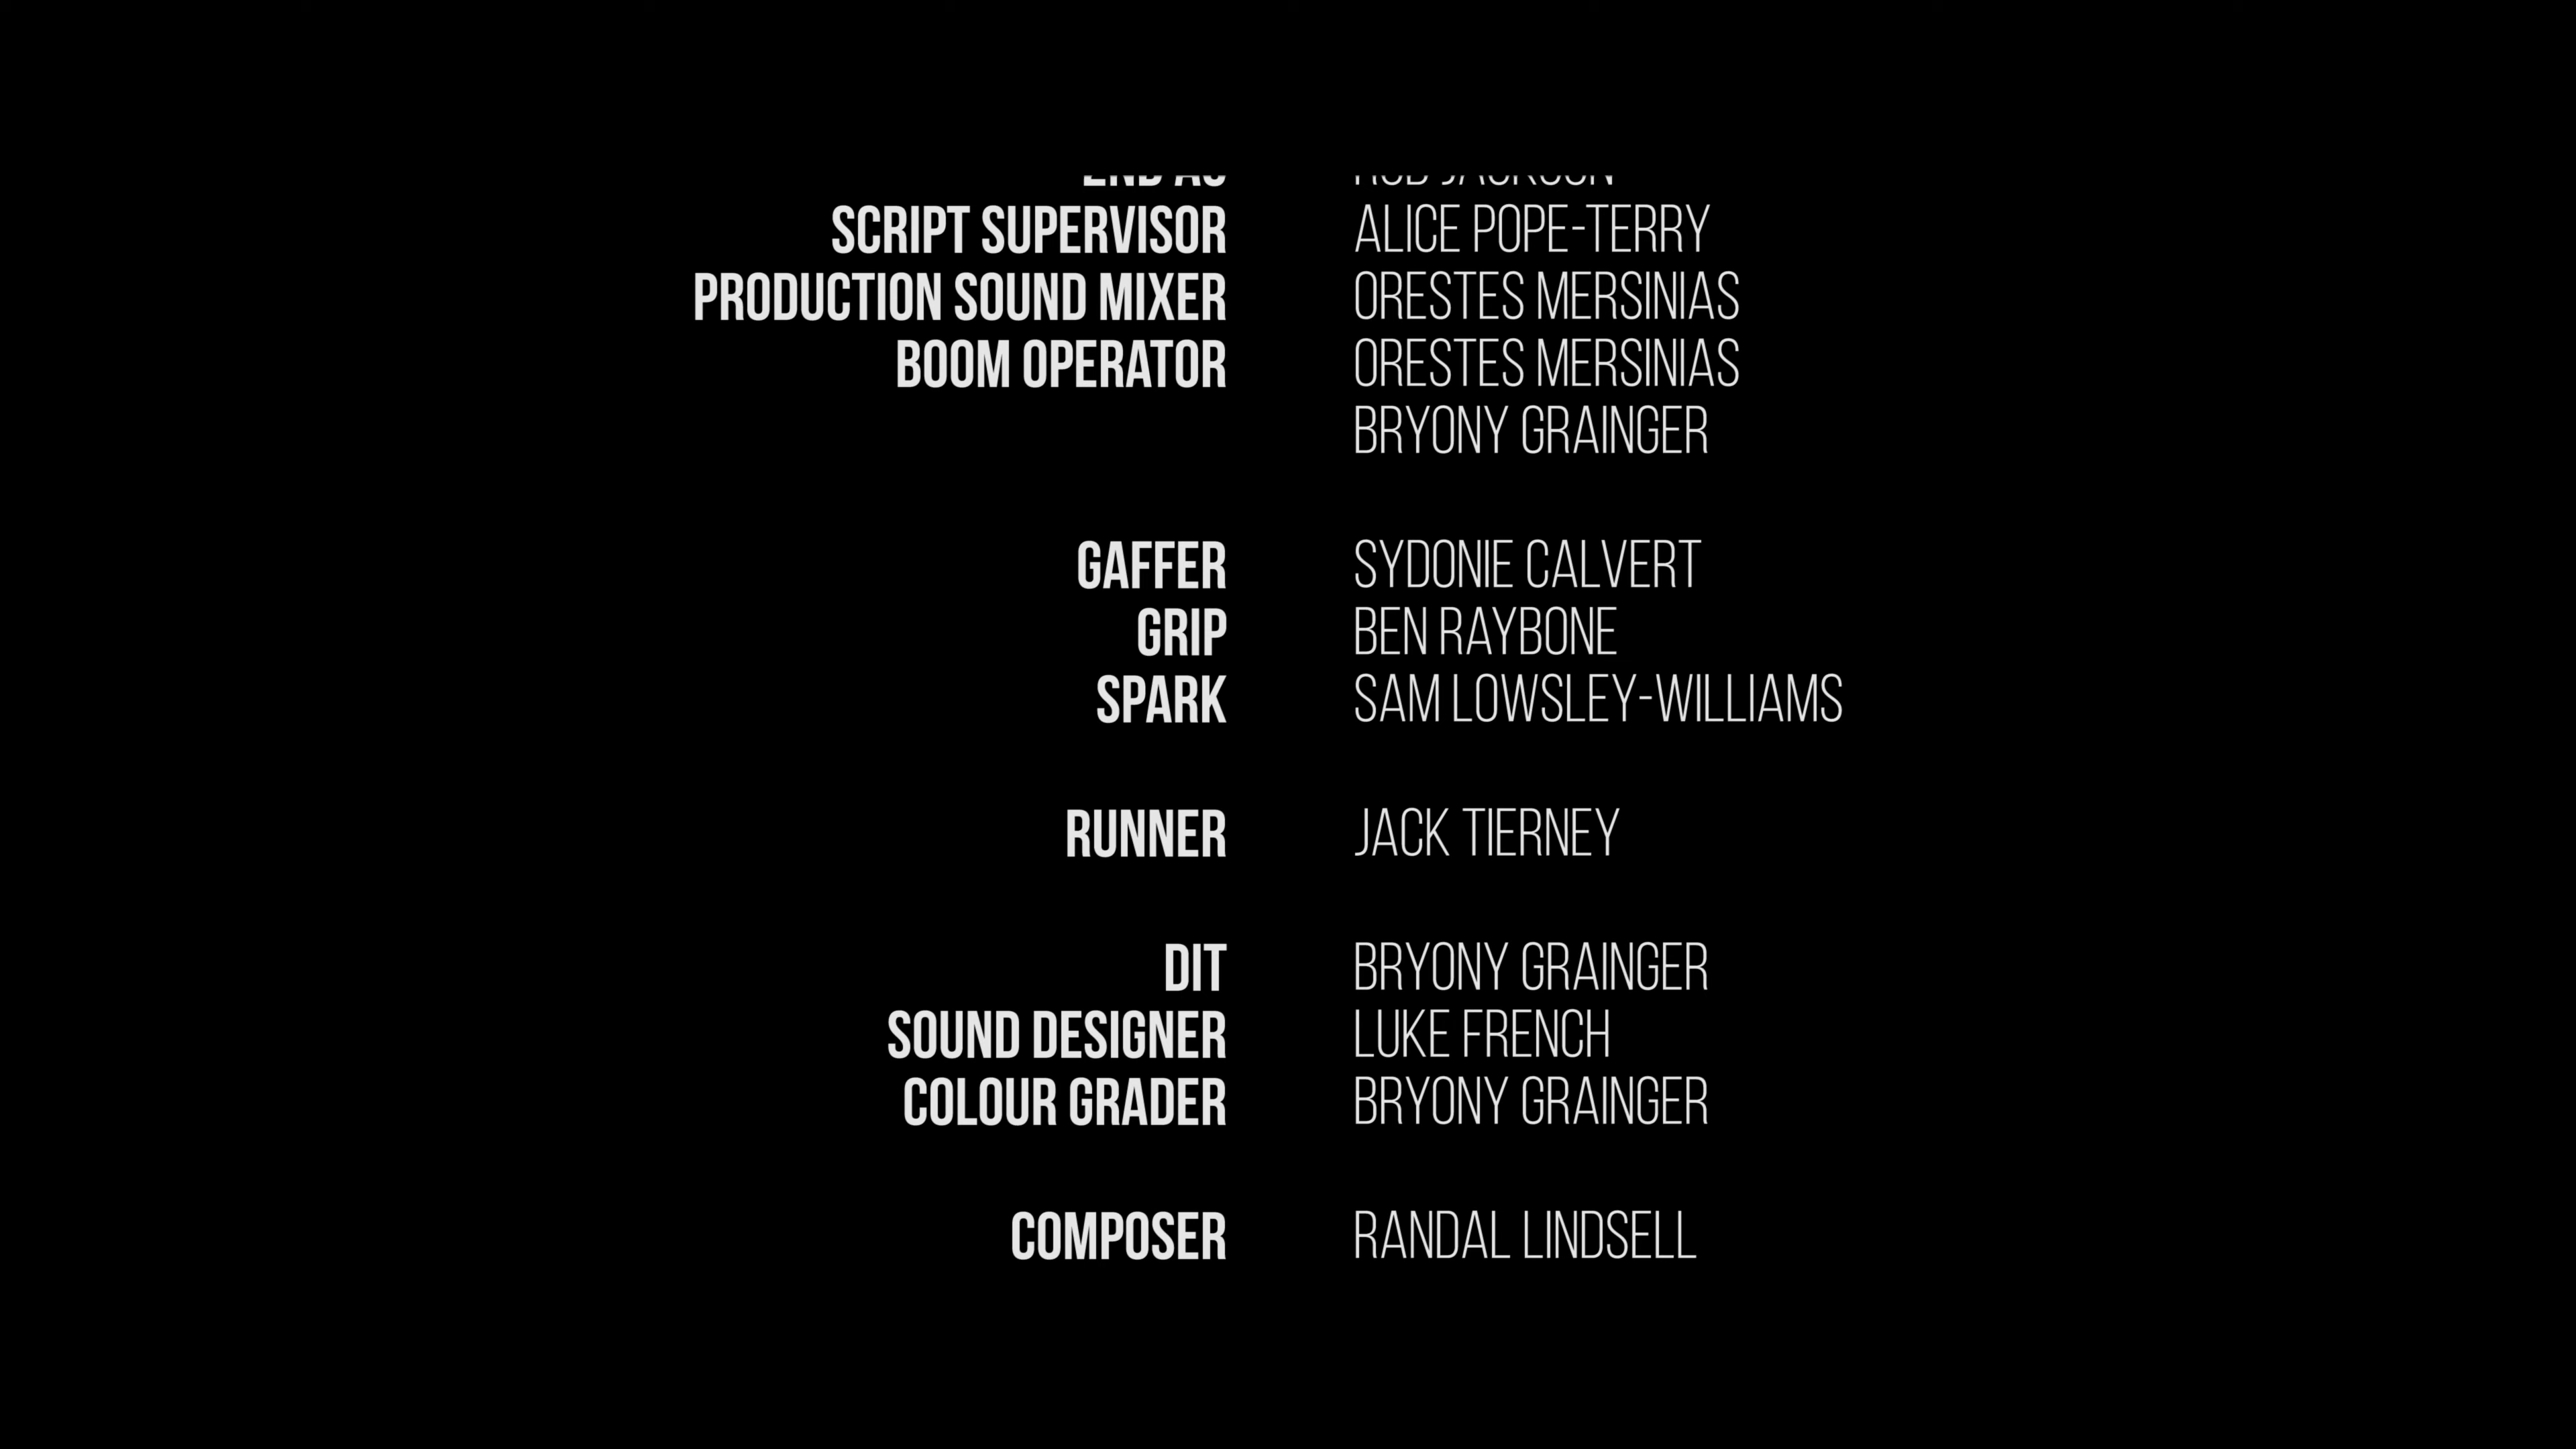 SCRIPT SUPERVISOR ALICE POPE-TERRY
PRODUCTION SOUND MIXER ORESTES MERSINIAS
BOOM OPERATOR ORESTES MERSINIAS
BRYONY GRAINGER
GAFFER SYDONIE CALVERT
GRIP BEN RAYBONE
SPARK SAM LOWSLEY-WILLIAMS
RUNNER JACK TIERNEY
DIT BRYONY GRAINGER
SOUND DESIGNER LUKE FRENCH
COLOUR GRADER BRYONY GRAINGER
COMPOSER RANDAL LINDSELL